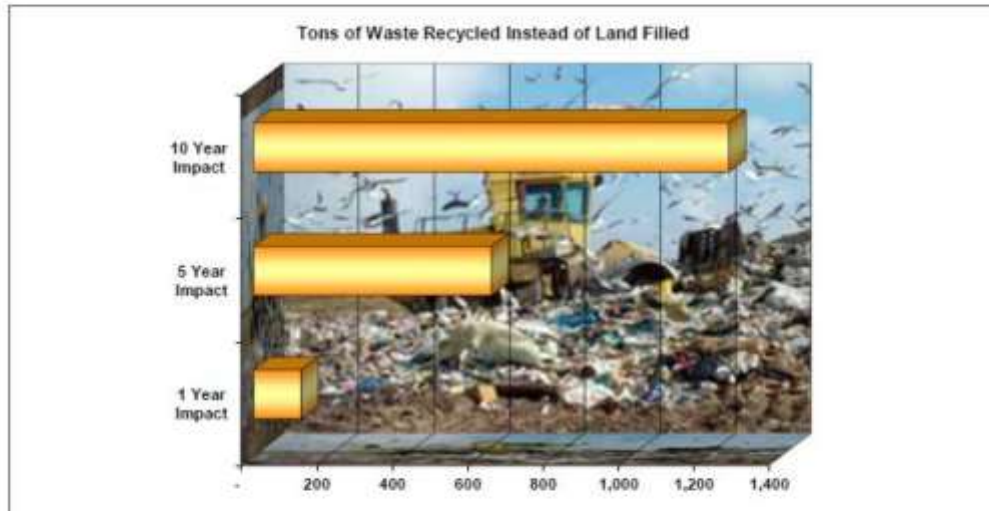 Tons of Waste Recycled Instead of Land Filled
10 Year
Impact
5 Year
Impact
1 Year
Impact
- 200 400 600 800 1,000 1,200 1,400